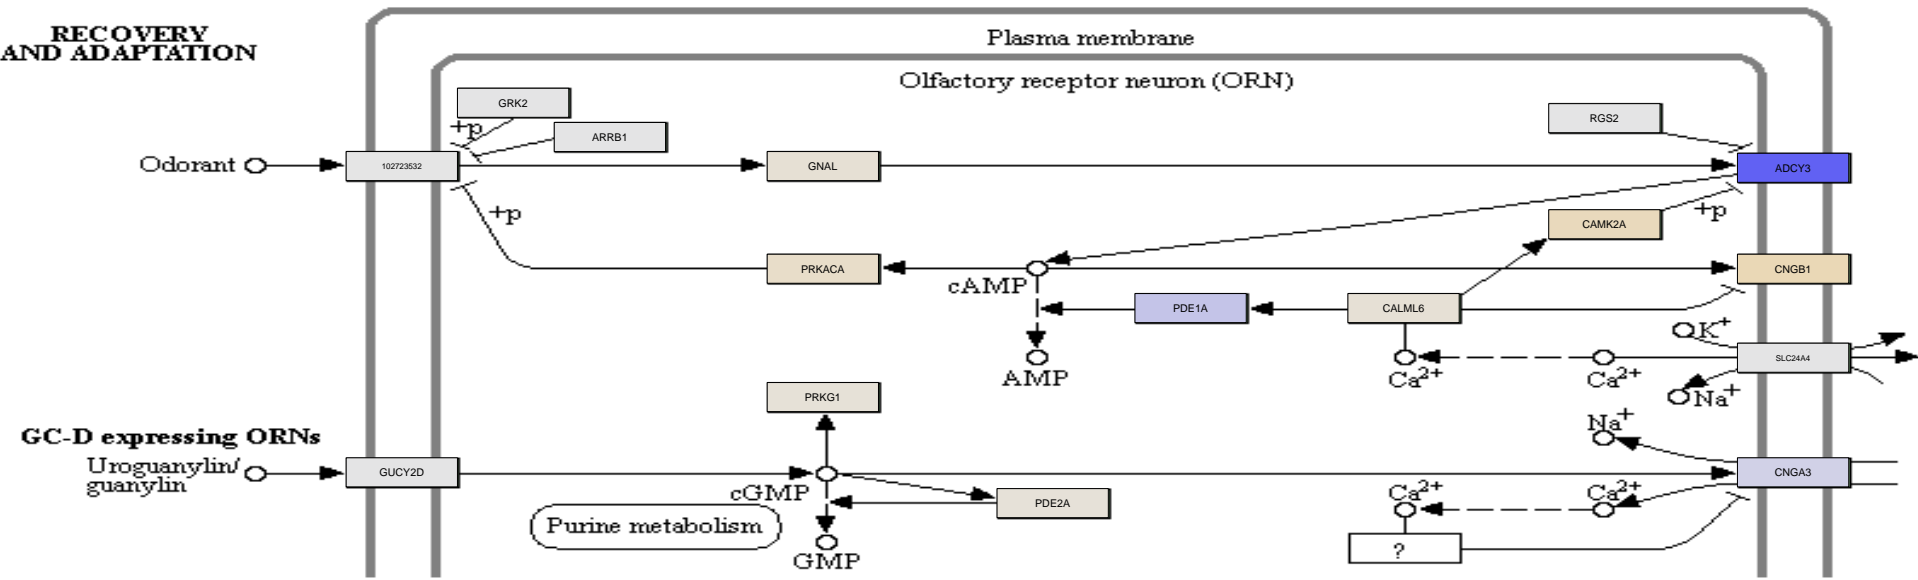 RECOVERY
AND ADAPTATION
Plasma membrane
Olfactory receptor neuron (ORN)
GRK2
+p
ARRB1
RGS2
Odorant
102723532
GNAL
ADCY3
+p
CAMK2A
+p
PRKACA
cAMP
CNGB1
PDE1A
CALML6
K+
AMP
Ca2+
Ca2+
SLC24A4
Na+
PRKG1
GC-D expressing ORNs
Na+
Uroguanylin/
guanylin
GUCY2D
CNGA3
cGMP
PDE2A
Ca2+
Ca2+
Purine metabolism
?
GMP